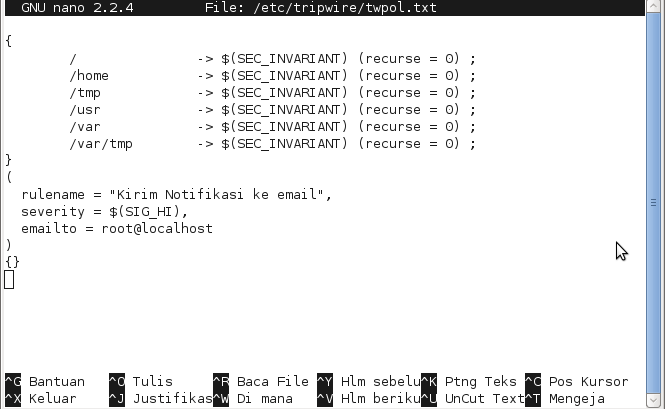 GNU nano 2.2.4 File: /etc/tripwire/twpol.txt
{
/ -> $(SEC_INVARIANT) (recurse = 0) ;
/home -> $(SEC_INVARIANT) (recurse = 0) ;
/tmp -> $(SEC_INVARIANT) (recurse = 0) ;
/usr -> $(SEC_INVARIANT) (recurse = 0) ;
/var -> $(SEC_INVARIANT) (recurse = 0) ;
/var/tmp -> $(SEC_INVARIANT) (recurse = 0) ;
}
(
rulename = "Kirim Notifikasi ke email",
severity = $(SIG_HI),
emailto = root@localhost
)
{}
^G Bantuan ^O Tulis ^R Baca File ^Y Hlm sebelu^K Ptng Teks ^C Pos Kursor
^X Keluar ^J Justifikas^W Di mana ^V Hlm beriku^U UnCut Text^T Mengeja